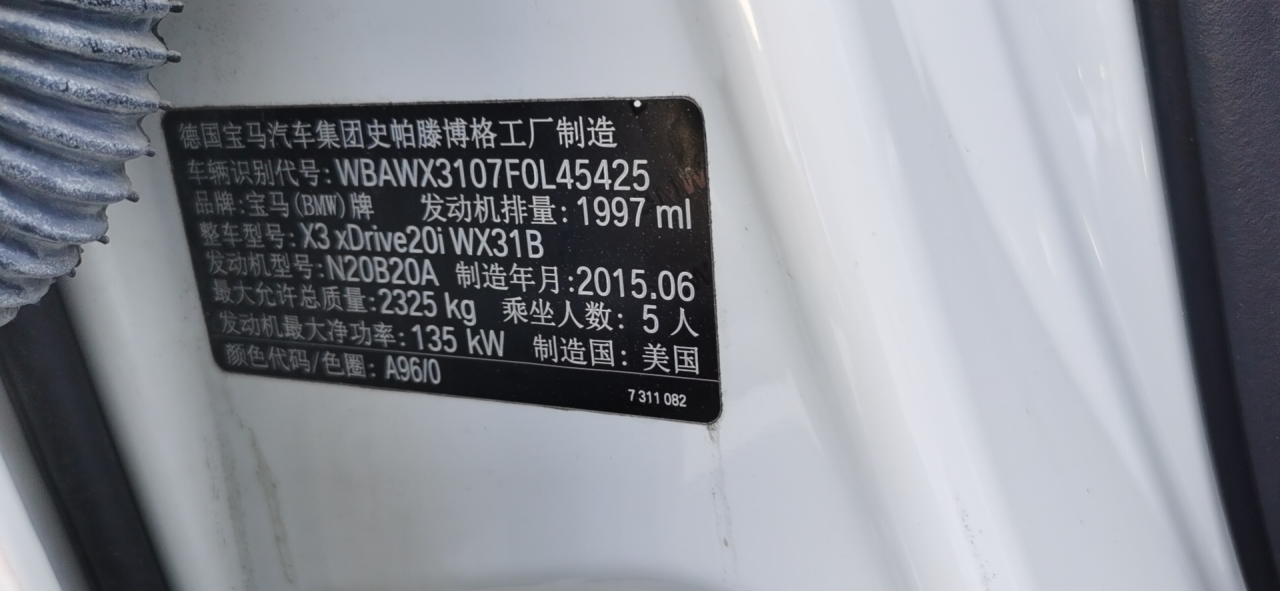 德国宝马汽车集团史帕滕博格工厂制造
车辆识别代号: WBAWX3107F0L45425
品牌: 宝马(BMW)牌 发动机排量: 1997 ml
整车型号: X3 xDrive20i WX31B
发动机型号: N20B20A 制造年月: 2015.06
最大允许总质量: 2325 kg 乘坐人数: 5 人
发动机最大净功率: 135 kW 制造国: 美国
颜色代码/色圈: A96/0
7 311 082